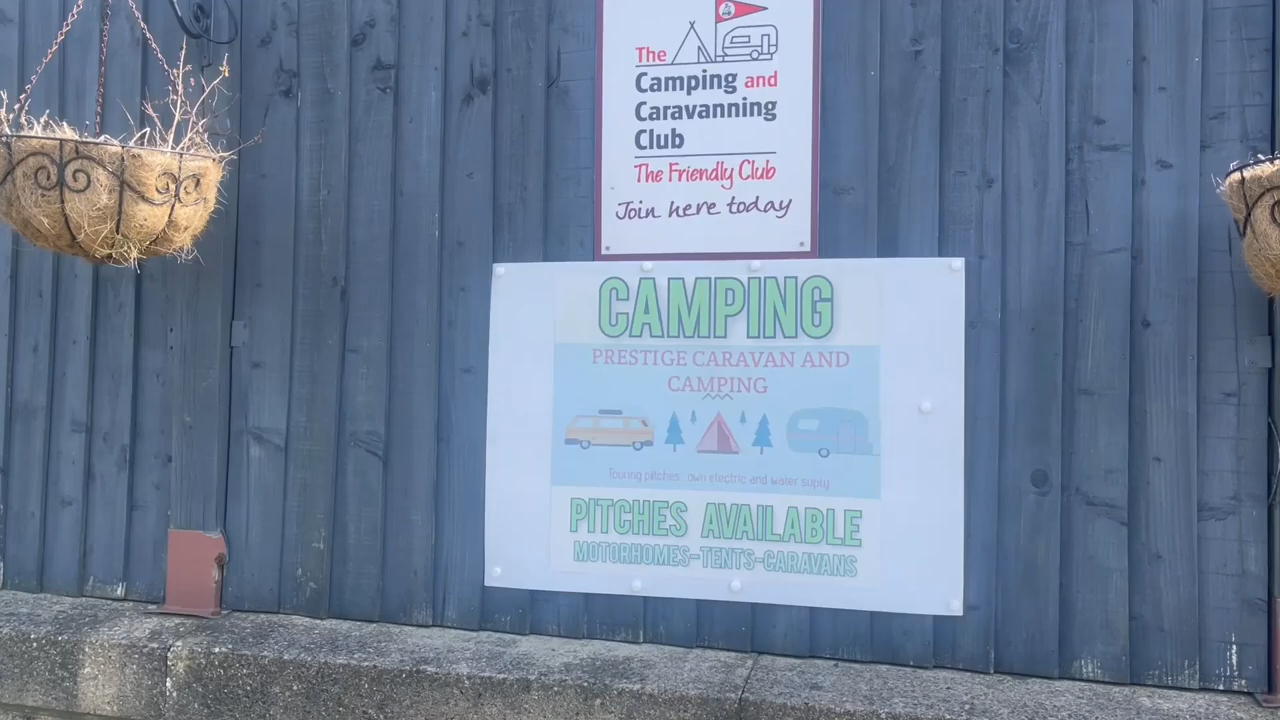 The
Camping and
Caravanning
Club
The Friendly Club
Join here today
CAMPING
PRESTIGE CARAVAN AND
CAMPING
Touring pitches own electric and water suply
PITCHES AVAILABLE
MOTORHOMES-TENTS-CARAVANS